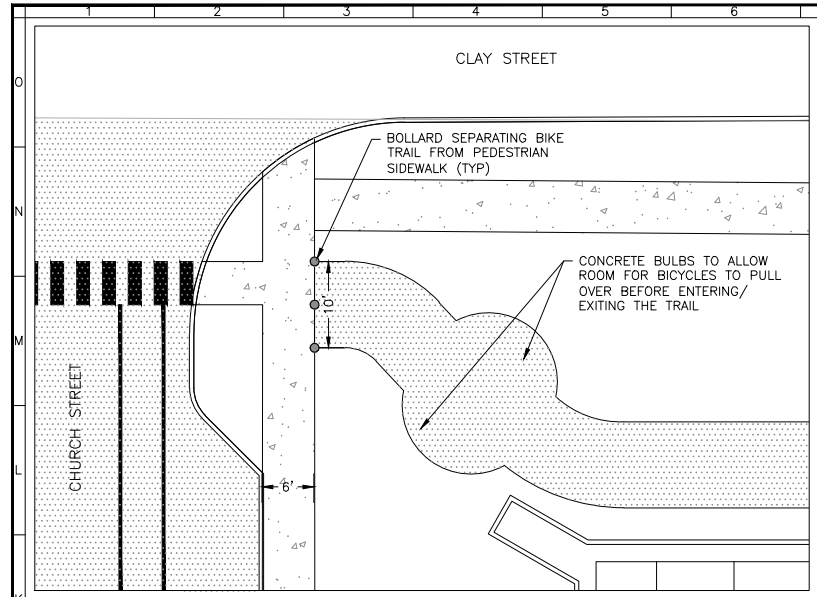 1 2 3 4 5 6
CLAY STREET
O
BOLLARD SEPARATING BIKE
TRAIL FROM PEDESTRIAN
SIDEWALK (TYP)
N
CONCRETE BULBS TO ALLOW
ROOM FOR BICYCLES TO PULL
OVER BEFORE ENTERING/
EXITING THE TRAIL
10'
M
CHURCH STREET
L
6'
K